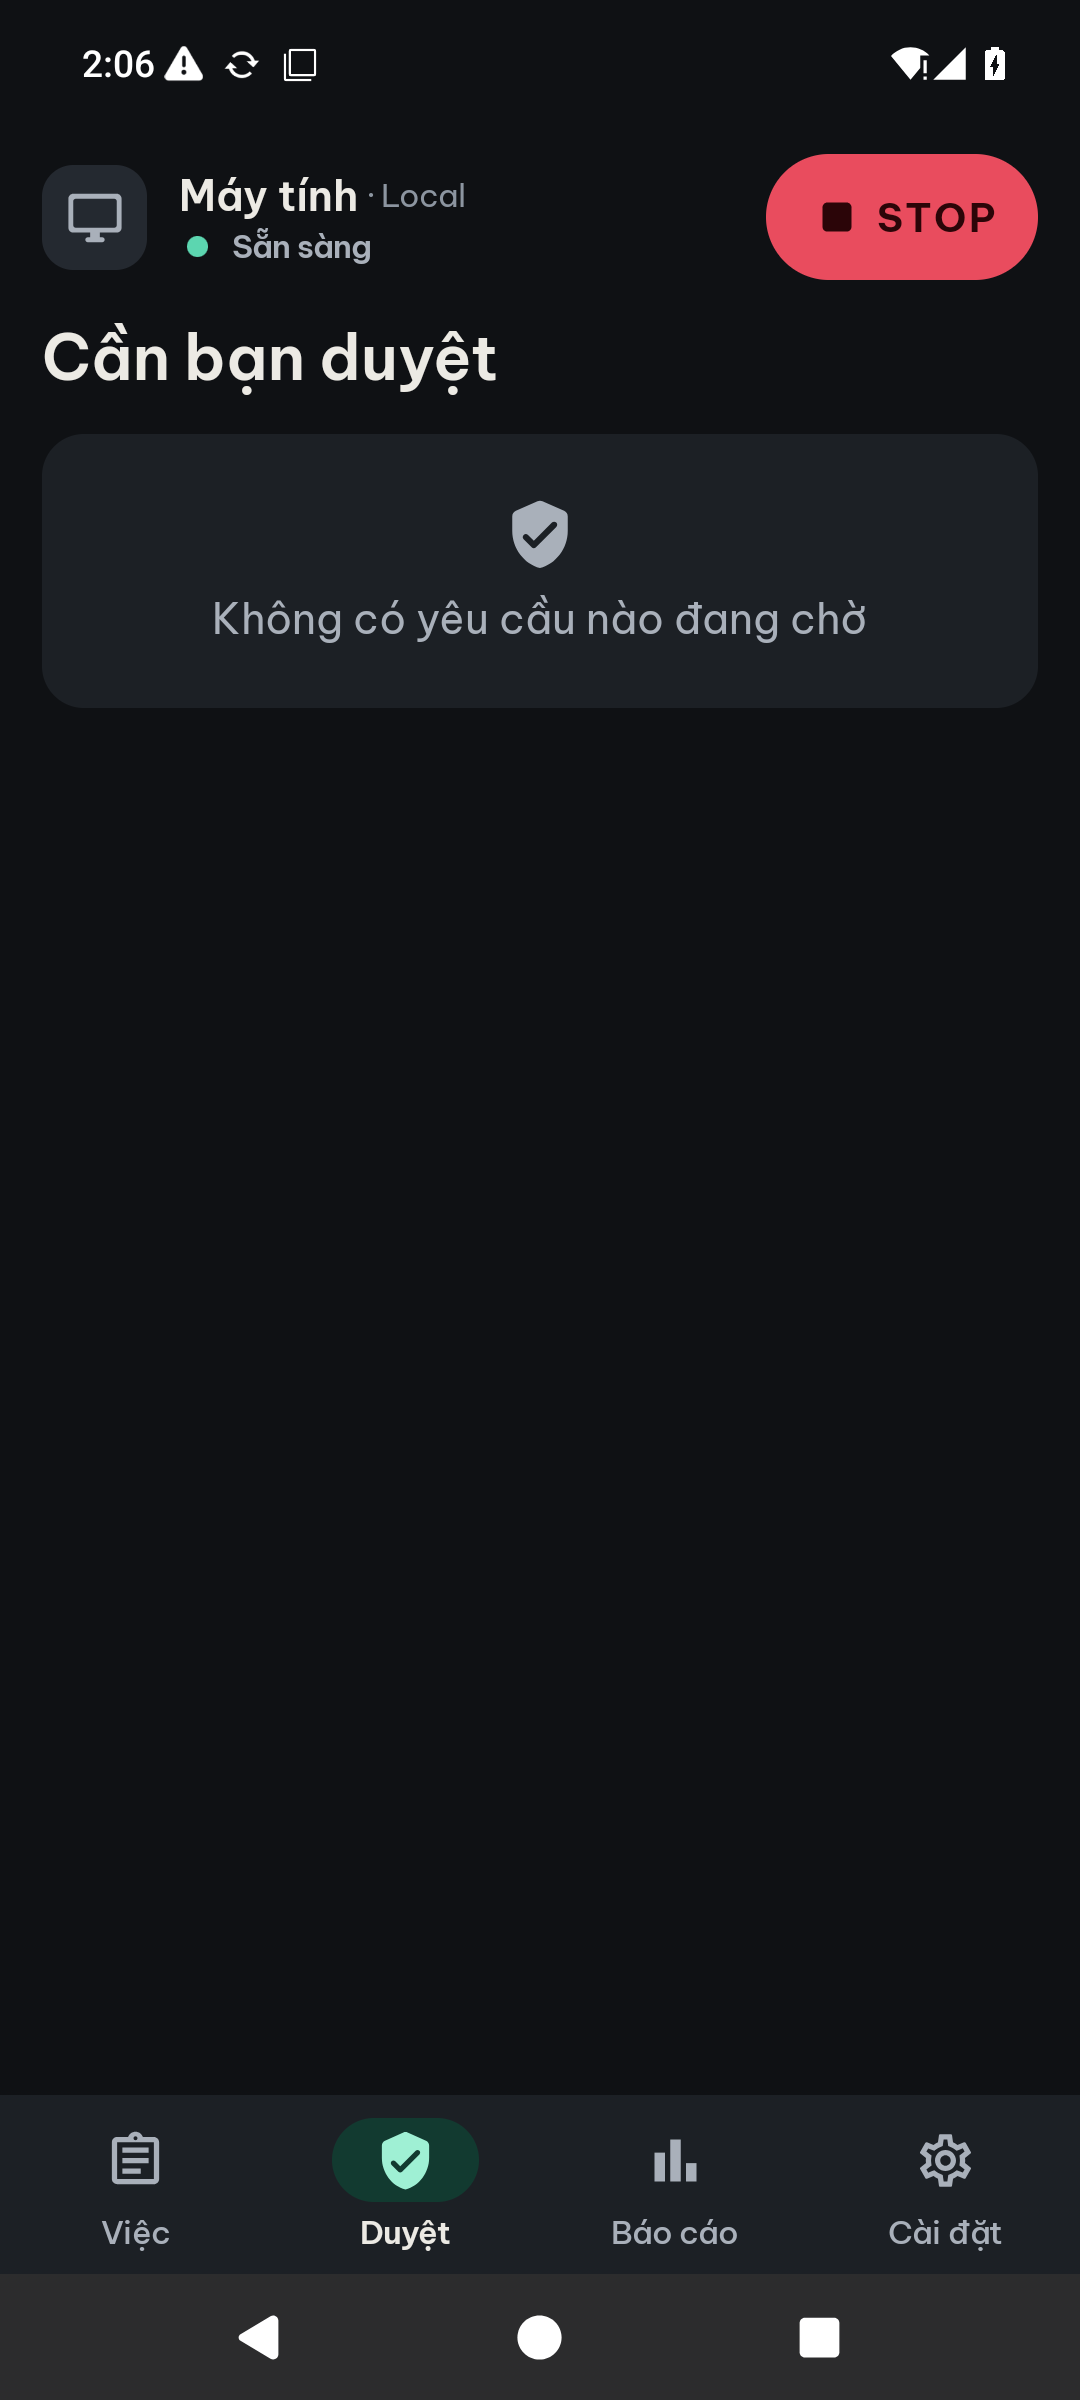 2:06
Máy tính · Local
Sẵn sàng
STOP
Cần bạn duyệt
Không có yêu cầu nào đang chờ
Việc
Duyệt
Báo cáo
Cài đặt